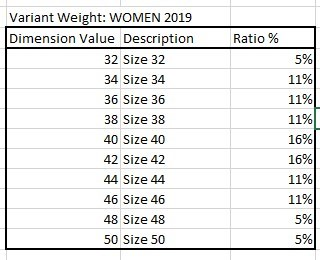 Variant Weight: WOMEN 2019
Dimension Value Description Ratio %
32 Size 32 5%
34 Size 34 11%
36 Size 36 11%
38 Size 38 11%
40 Size 40 16%
42 Size 42 16%
44 Size 44 11%
46 Size 46 11%
48 Size 48 5%
50 Size 50 5%